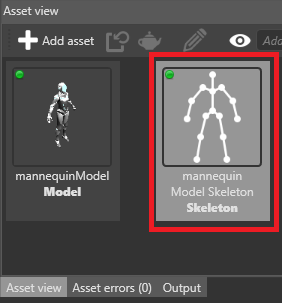 Asset view
Add asset
Add
mannequinModel
Model
mannequin
Model Skeleton
Skeleton
Asset view Asset errors (0) Output